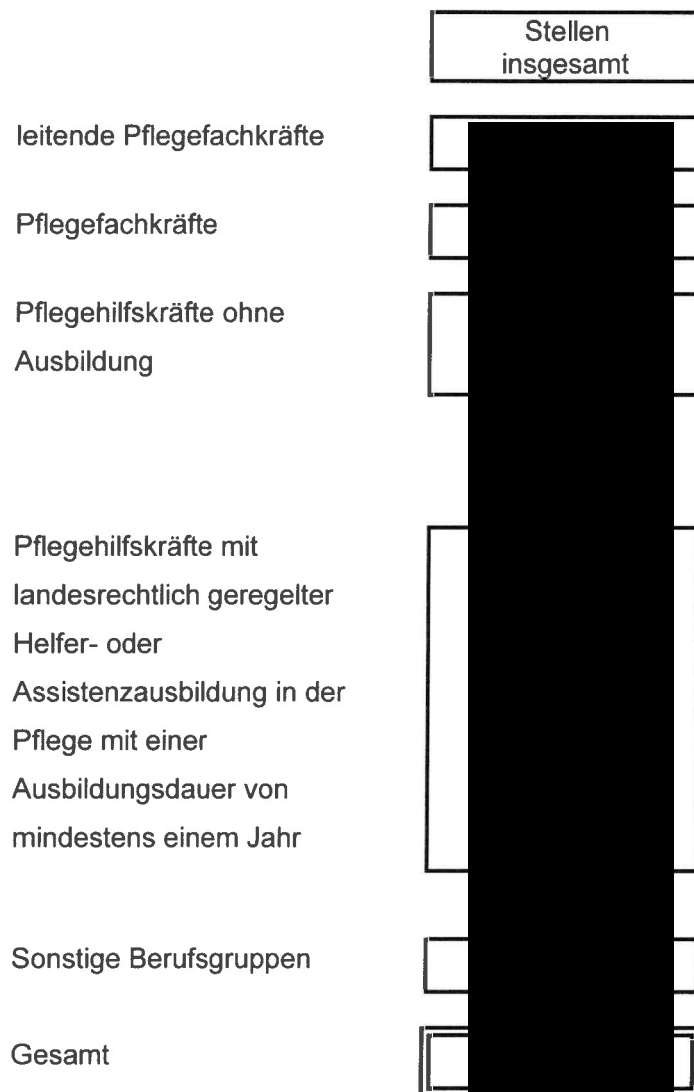 Stellen
insgesamt
leitende Pflegefachkräfte
Pflegefachkräfte
Pflegehilfskräfte ohne
Ausbildung
Pflegehilfskräfte mit
landesrechtlich geregelter
Helfer- oder
Assistenzausbildung in der
Pflege mit einer
Ausbildungsdauer von
mindestens einem Jahr
Sonstige Berufsgruppen
Gesamt